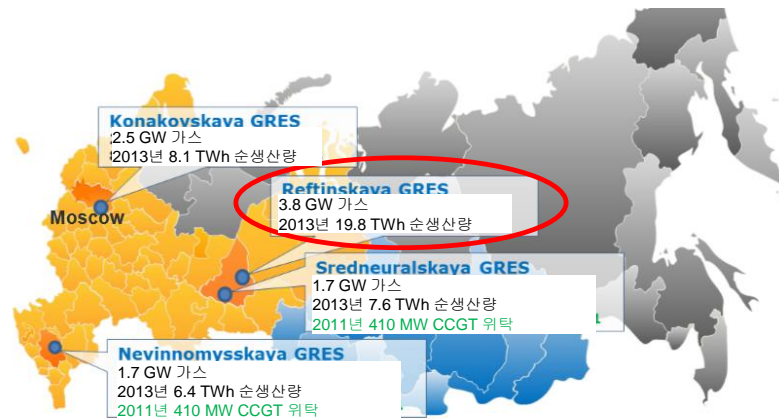 Konakovskaya GRES
2.5 GW 가스
2013년 8.1 TWh 순생산량
Moscow
Reftinskaya GRES
3.8 GW 가스
2013년 19.8 TWh 순생산량
Sredneuralskaya GRES
1.7 GW 가스
2013년 7.6 TWh 순생산량
2011년 410 MW CCGT 위탁
Nevinnomysskaya GRES
1.7 GW 가스
2013년 6.4 TWh 순생산량
2011년 410 MW CCGT 위탁